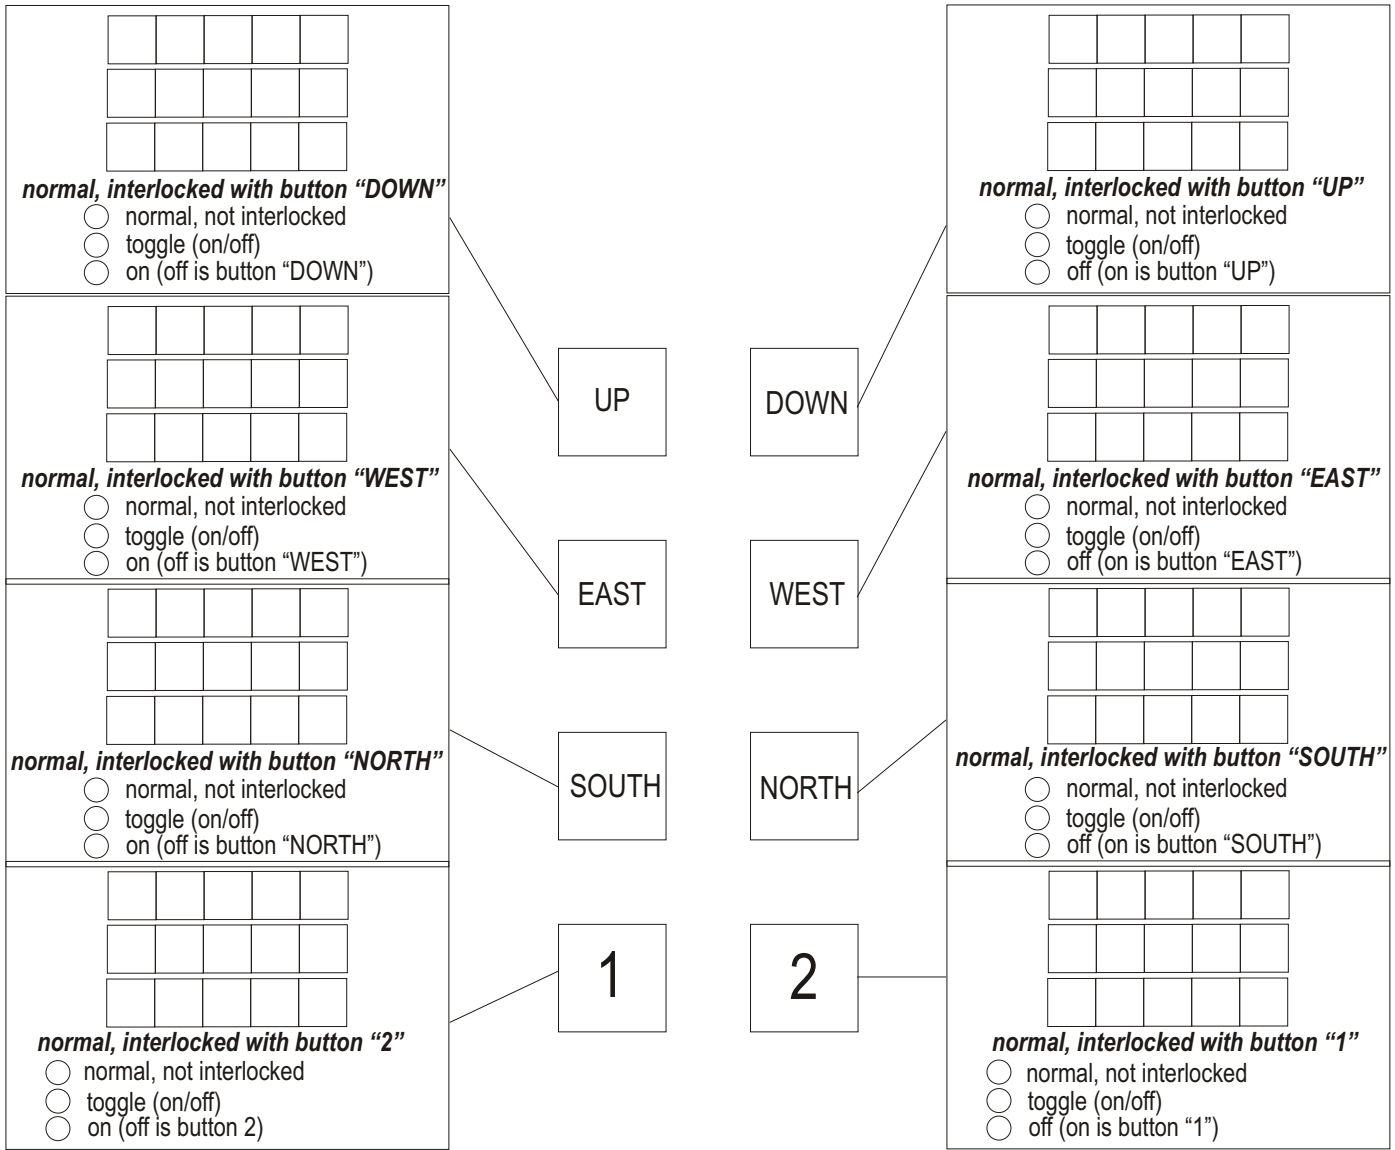 normal, interlocked with button “DOWN”
normal, not interlocked
toggle (on/off)
on (off is button “DOWN”)
normal, interlocked with button “WEST”
normal, not interlocked
toggle (on/off)
on (off is button “WEST”)
normal, interlocked with button “NORTH”
normal, not interlocked
toggle (on/off)
on (off is button “NORTH”)
normal, interlocked with button “2”
normal, not interlocked
toggle (on/off)
on (off is button 2)
UP
DOWN
EAST
WEST
SOUTH
NORTH
1
2
normal, interlocked with button “UP”
normal, not interlocked
toggle (on/off)
off (on is button “UP”)
normal, interlocked with button “EAST”
normal, not interlocked
toggle (on/off)
off (on is button “EAST”)
normal, interlocked with button “SOUTH”
normal, not interlocked
toggle (on/off)
off (on is button “SOUTH”)
normal, interlocked with button “1”
normal, not interlocked
toggle (on/off)
off (on is button “1”)